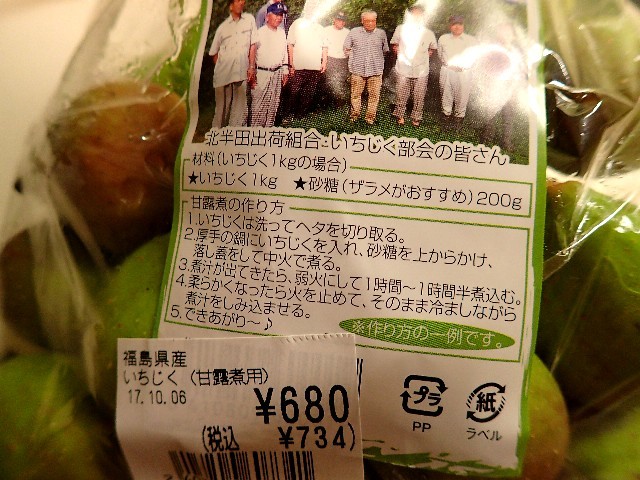 北半田出荷組合・いちじく部会の皆さん
材料(いちじく1kgの場合)
★いちじく1kg ★砂糖(ザラメがおすすめ)200g
甘露煮の作り方
1.いちじくは洗ってヘタを切り取る。
2.厚手の鍋にいちじくを入れ、砂糖を上からかけ、
落し蓋をして中火で煮る。
3.煮汁が出てきたら、弱火にして1時間～1時間半煮込む。
4.柔らかくなったら火を止めて、そのまま冷ましながら
煮汁をしみ込ませる。
5.できあがり～♪
※作り方の一例です。
福島県産
いちじく(甘露煮用)
17.10.06
¥680
(税込 ¥734)
プラ
PP
紙
ラベル